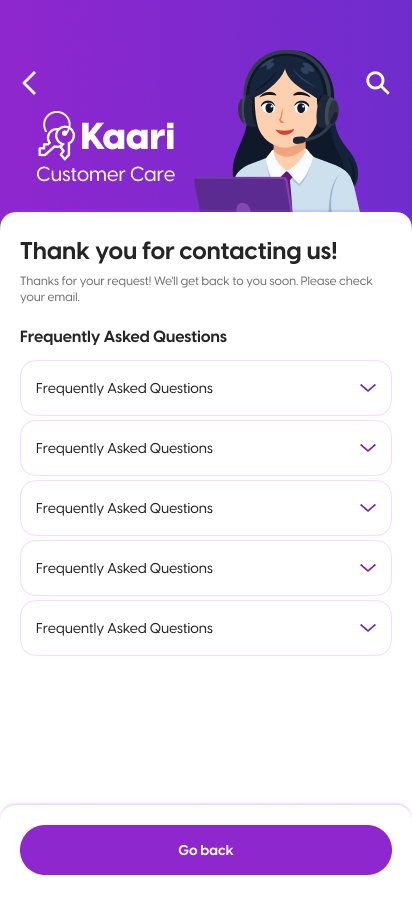 Kaari
Customer Care
Thank you for contacting us!
Thanks for your request! We'll get back to you soon. Please check
your email.
Frequently Asked Questions
Frequently Asked Questions
Frequently Asked Questions
Frequently Asked Questions
Frequently Asked Questions
Frequently Asked Questions
Go back